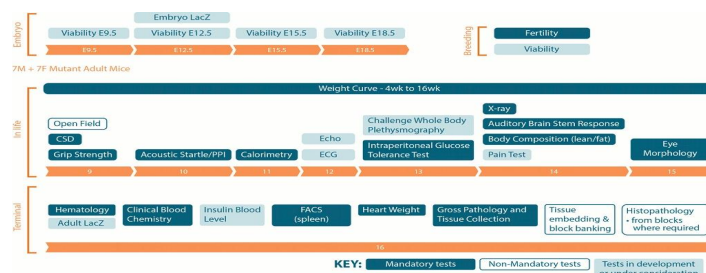 Embryo
Embryo LacZ
Viability E9.5
Viability E12.5
Viability E15.5
Viability E18.5
E9.5
E12.5
E15.5
E18.5
Breeding
Fertility
Viability
7M + 7F Mutant Adult Mice
Weight Curve - 4wk to 16wk
In life
Open Field
CSD
Grip Strength
Acoustic Startle/PPI
Calorimetry
Echo
ECG
Challenge Whole Body
Plethysmography
Intraperitoneal Glucose
Tolerance Test
X-ray
Auditory Brain Stem Response
Body Composition (lean/fat)
Pain Test
Eye
Morphology
9
10
11
12
13
14
15
Terminal
Hematology
Adult LacZ
Clinical Blood
Chemistry
Insulin Blood
Level
FACS
(spleen)
Heart Weight
Gross Pathology and
Tissue Collection
Tissue
embedding &
block banking
Histopathology
- from blocks
where required
16
KEY:
Mandatory tests
Non-Mandatory tests
Tests in development
or under consideration